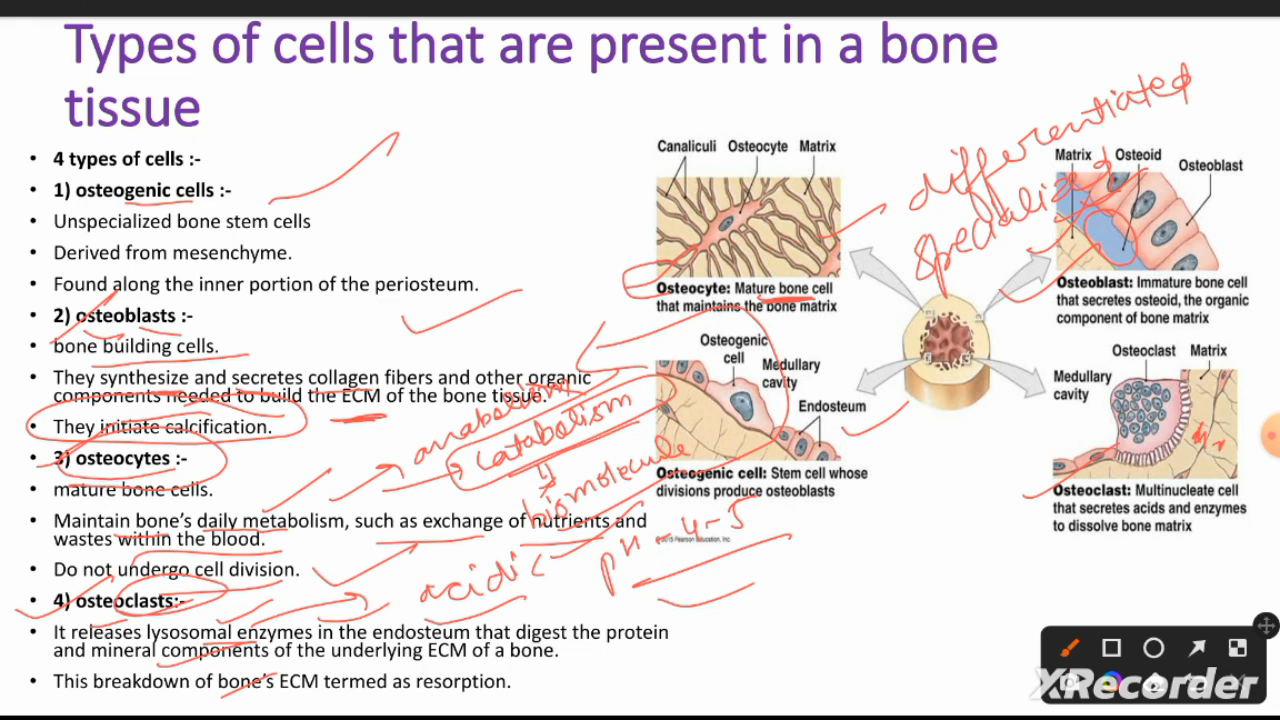 Types of cells that are present in a bone
tissue
• 4 types of cells :-
• 1) osteogenic cells :-
• Unspecialized bone stem cells
• Derived from mesenchyme.
• Found along the inner portion of the periosteum.
• 2) osteoblasts :-
• bone building cells.
• They synthesize and secretes collagen fibers and other organic
components needed to build the ECM of the bone tissue.
• They initiate calcification.
• 3) osteocytes :-
• mature bone cells.
• Maintain bone's daily metabolism, such as exchange of nutrients and
wastes within the blood.
• Do not undergo cell division.
• 4) osteoclasts:-
• It releases lysosomal enzymes in the endosteum that digest the protein
and mineral components of the underlying ECM of a bone.
• This breakdown of bone's ECM termed as resorption.
anabolism
catabolism
biomolecule
acidic
pH - 4-5
differentiated
specialized
Canaliculi Osteocyte Matrix
Osteocyte: Mature bone cell
that maintains the bone matrix
Osteogenic
cell
Medullary
cavity
Endosteum
Osteogenic cell: Stem cell whose
divisions produce osteoblasts
© 2015 Pearson Education, Inc.
Matrix Osteoid
Osteoblast
Osteoblast: Immature bone cell
that secretes osteoid, the organic
component of bone matrix
Osteoclast Matrix
Medullary
cavity
Osteoclast: Multinucleate cell
that secretes acids and enzymes
to dissolve bone matrix
XRecorder